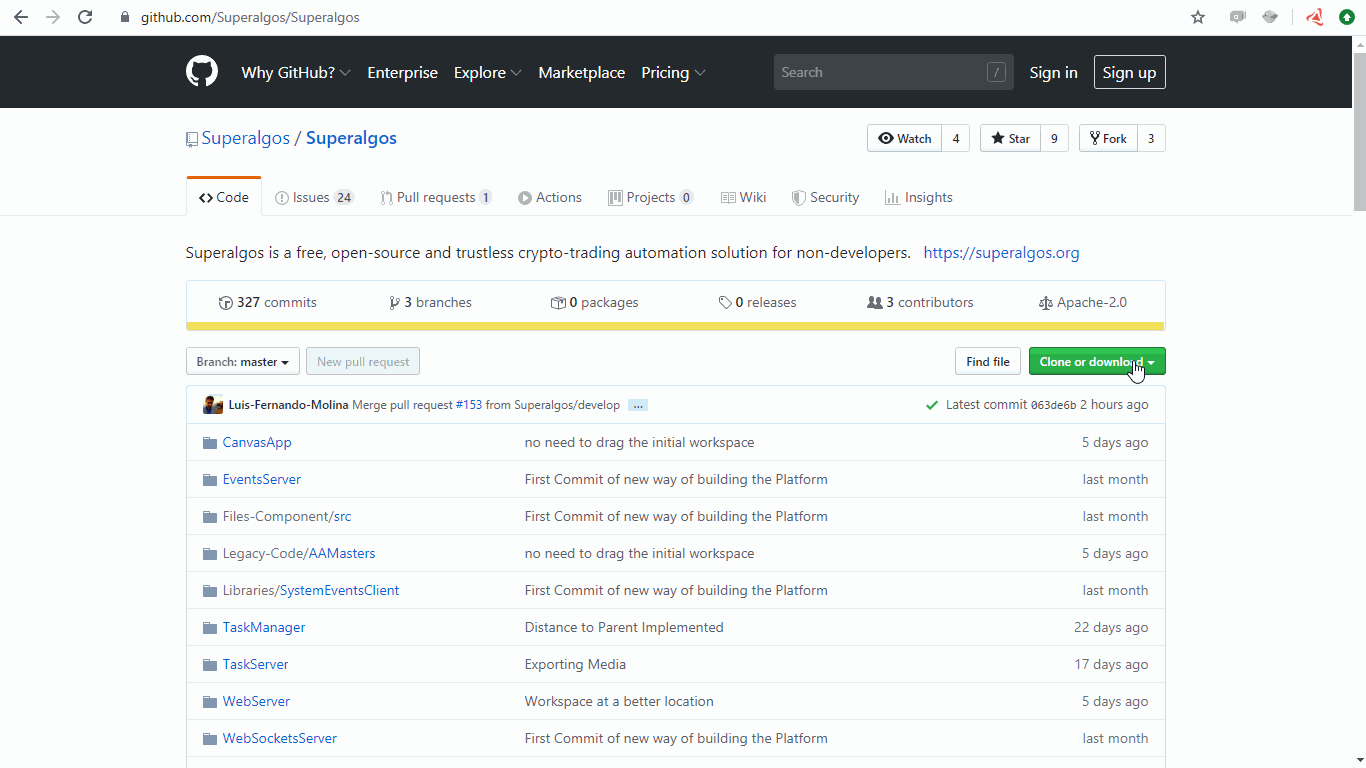 github.com/Superalgos/Superalgos
Why GitHub? Enterprise Explore Marketplace Pricing Search / Sign in Sign up
Superalgos / Superalgos Watch 4 Star 9 Fork 3
Code Issues 24 Pull requests 1 Actions Projects 0 Wiki Security Insights
Superalgos is a free, open-source and trustless crypto-trading automation solution for non-developers. https://superalgos.org
327 commits 3 branches 0 packages 0 releases 3 contributors Apache-2.0
Branch: master New pull request Find file Clone or download
Luis-Fernando-Molina Merge pull request #153 from Superalgos/develop ... Latest commit 063de6b 2 hours ago
CanvasApp no need to drag the initial workspace 5 days ago
EventsServer First Commit of new way of building the Platform last month
Files-Component/src First Commit of new way of building the Platform last month
Legacy-Code/AAMasters no need to drag the initial workspace 5 days ago
Libraries/SystemEventsClient First Commit of new way of building the Platform last month
TaskManager Distance to Parent Implemented 22 days ago
TaskServer Exporting Media 17 days ago
WebServer Workspace at a better location 5 days ago
WebSocketsServer First Commit of new way of building the Platform last month